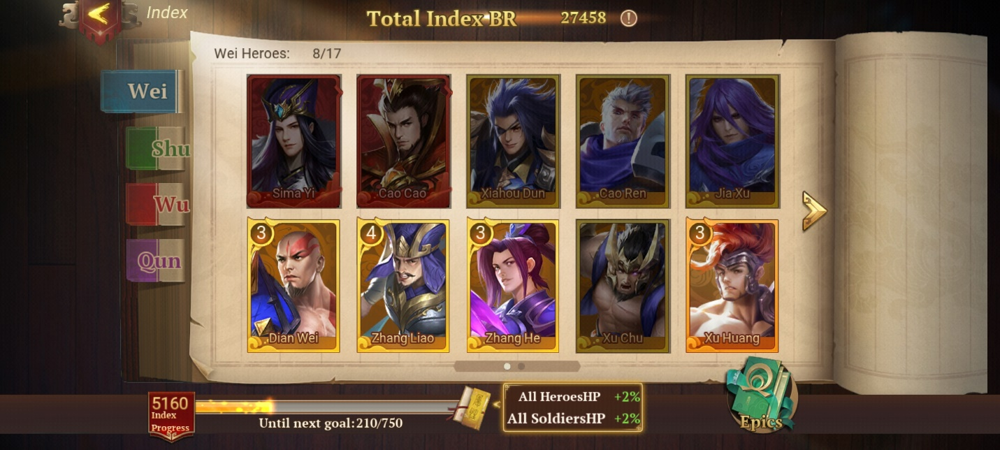 Index
Total Index BR 27458
Wei Heroes: 8/17
Wei
Shu
Wu
Qun
Sima Yi
Cao Cao
Xiahou Dun
Cao Ren
Jia Xu
3
4
3
3
Dian Wei
Zhang Liao
Zhang He
Xu Chu
Xu Huang
5160
Index
Progress
Until next goal:210/750
All HeroesHP +2%
All SoldiersHP +2%
Epics